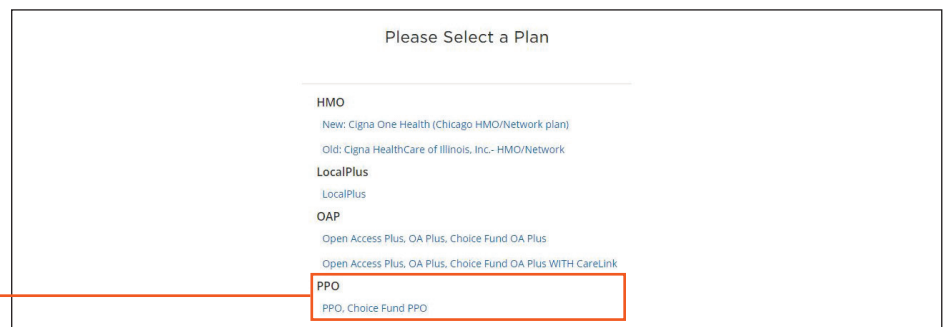 Please Select a Plan
HMO
New: Cigna One Health (Chicago HMO/Network plan)
Old: Cigna HealthCare of Illinois, Inc.- HMO/Network
LocalPlus
LocalPlus
OAP
Open Access Plus, OA Plus, Choice Fund OA Plus
Open Access Plus, OA Plus, Choice Fund OA Plus WITH CareLink
PPO
PPO, Choice Fund PPO